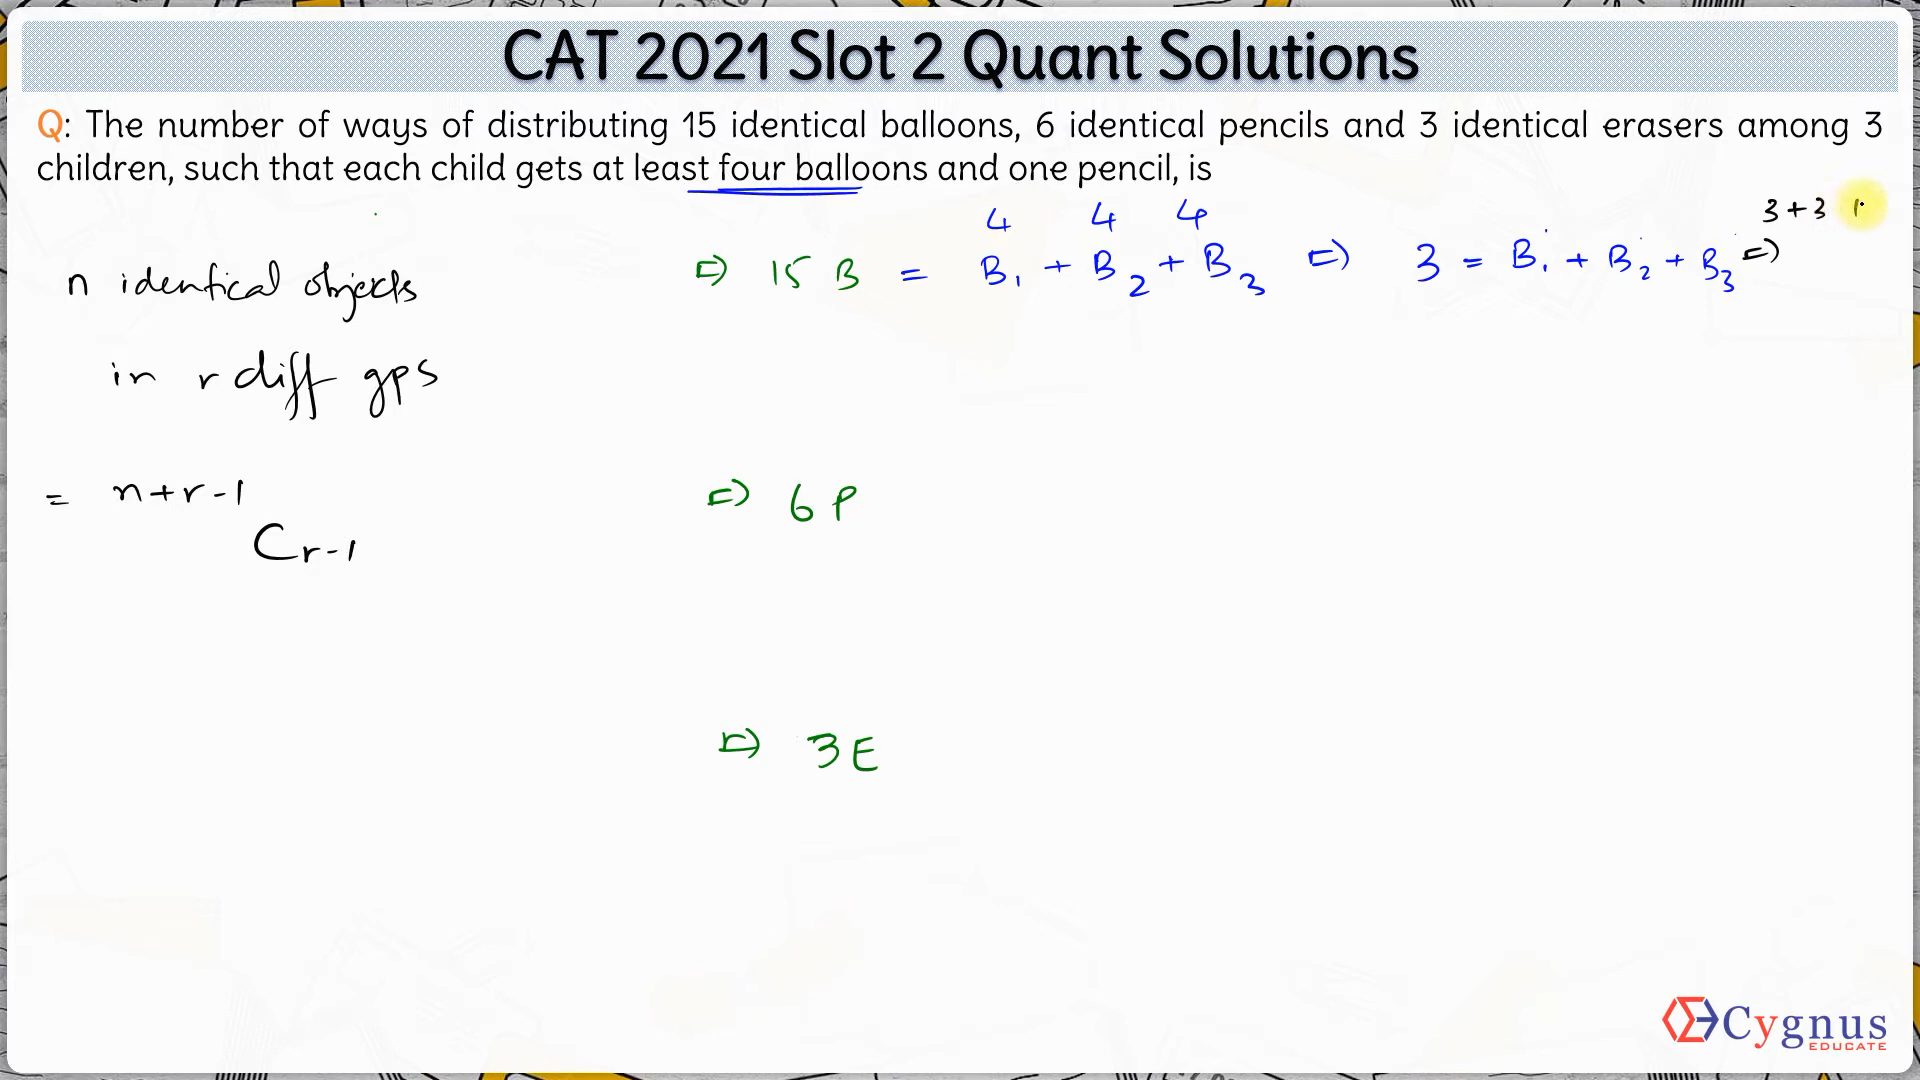 CAT 2021 Slot 2 Quant Solutions
Q: The number of ways of distributing 15 identical balloons, 6 identical pencils and 3 identical erasers among 3
children, such that each child gets at least four balloons and one pencil, is
n identical objects
in r diff gps
= n+r-1
Cr-1
4 4 4
⇒ 15 B = B1 + B2 + B3 ⇒ 3 = B1 + B2 + B3 ⇒
3+3
⇒ 6 P
⇒ 3 E
Cygnus
EDUCATE